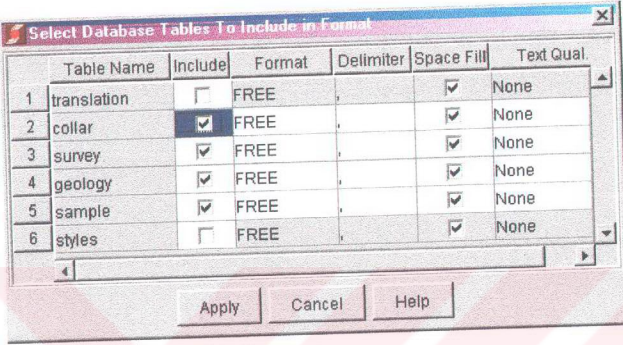 Select Database Tables To Include in Format
Table Name Include Format Delimiter Space Fill Text Qual.
1 translation FREE , None
2 collar FREE , None
3 survey FREE , None
4 geology FREE , None
5 sample FREE , None
6 styles FREE , None
Apply Cancel Help